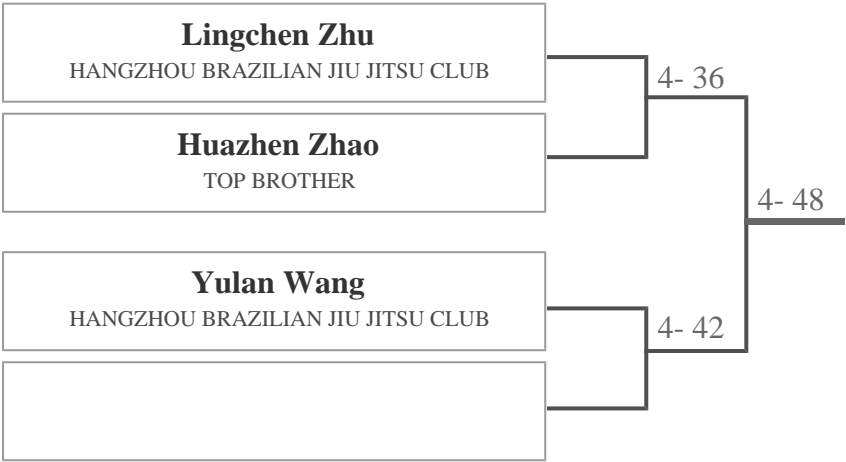 Lingchen Zhu
HANGZHOU BRAZILIAN JIU JITSU CLUB
4- 36
Huazhen Zhao
TOP BROTHER
4- 48
Yulan Wang
HANGZHOU BRAZILIAN JIU JITSU CLUB
4- 42